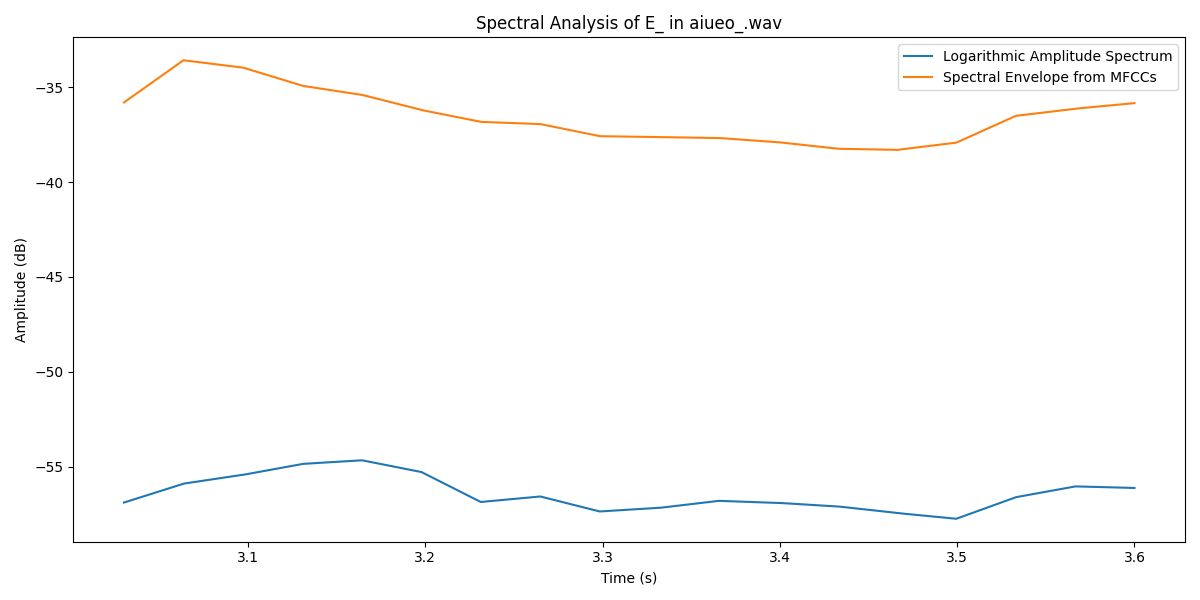 Spectral Analysis of E_ in aiueo_.wav
Logarithmic Amplitude Spectrum
Spectral Envelope from MFCCs
Amplitude (dB)
−35
−40
−45
−50
−55
3.1 3.2 3.3 3.4 3.5 3.6
Time (s)